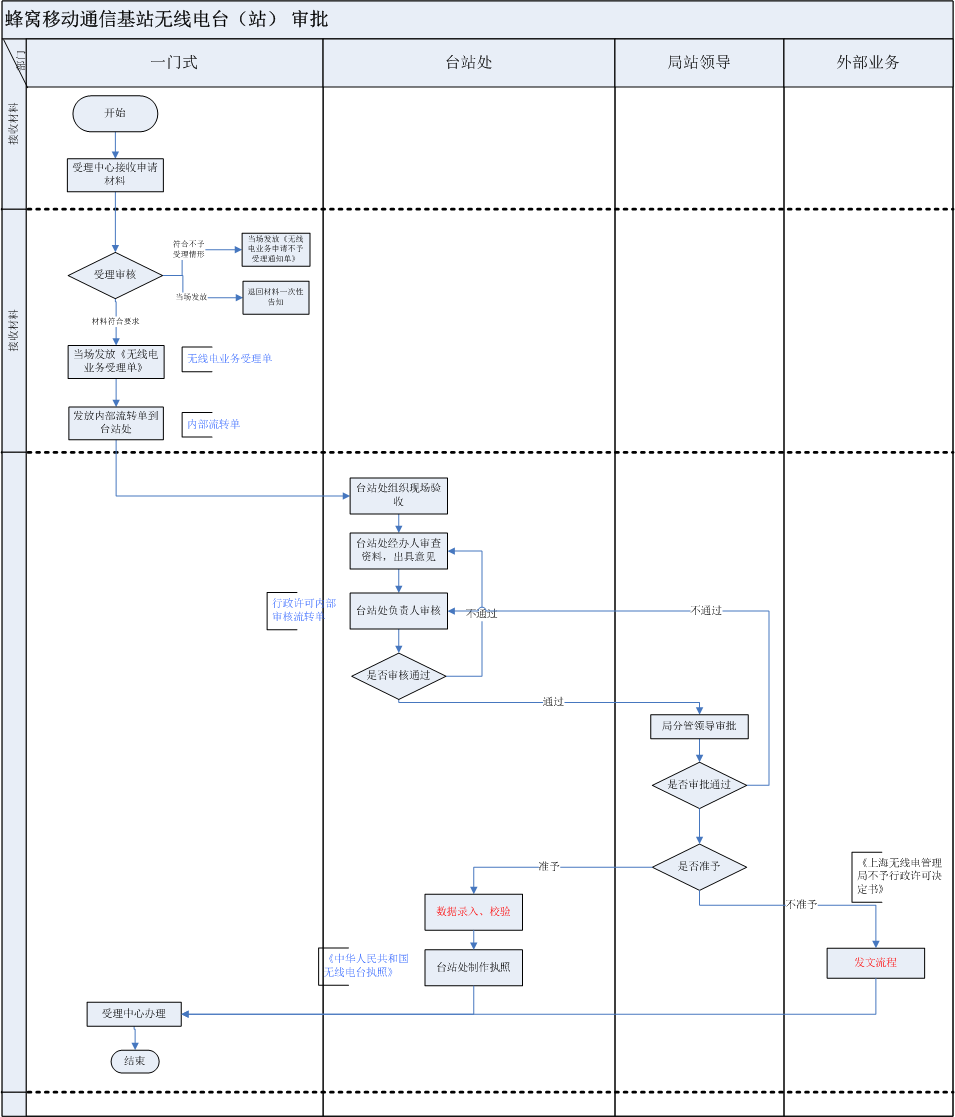 蜂窝移动通信基站无线电台（站） 审批
部门
一门式
台站处
局站领导
外部业务
接收材料
开始
受理中心接收申请
材料
接收材料
受理审核
符合不予
受理情形
当场发放《无线
电业务申请不予
受理通知单》
当场发放
退回材料一次性
告知
材料符合要求
当场发放《无线电
业务受理单》
无线电业务受理单
发放内部流转单到
台站处
内部流转单
台站处组织现场验
收
台站处经办人审查
资料，出具意见
行政许可内部
审核流转单
台站处负责人审核
不通过
不通过
是否审核通过
通过
局分管领导审批
是否审批通过
是否准予
准予
不准予
《上海无线电管理
局不予行政许可决
定书》
数据录入、校验
《中华人民共和国
无线电台执照》
台站处制作执照
发文流程
受理中心办理
结束